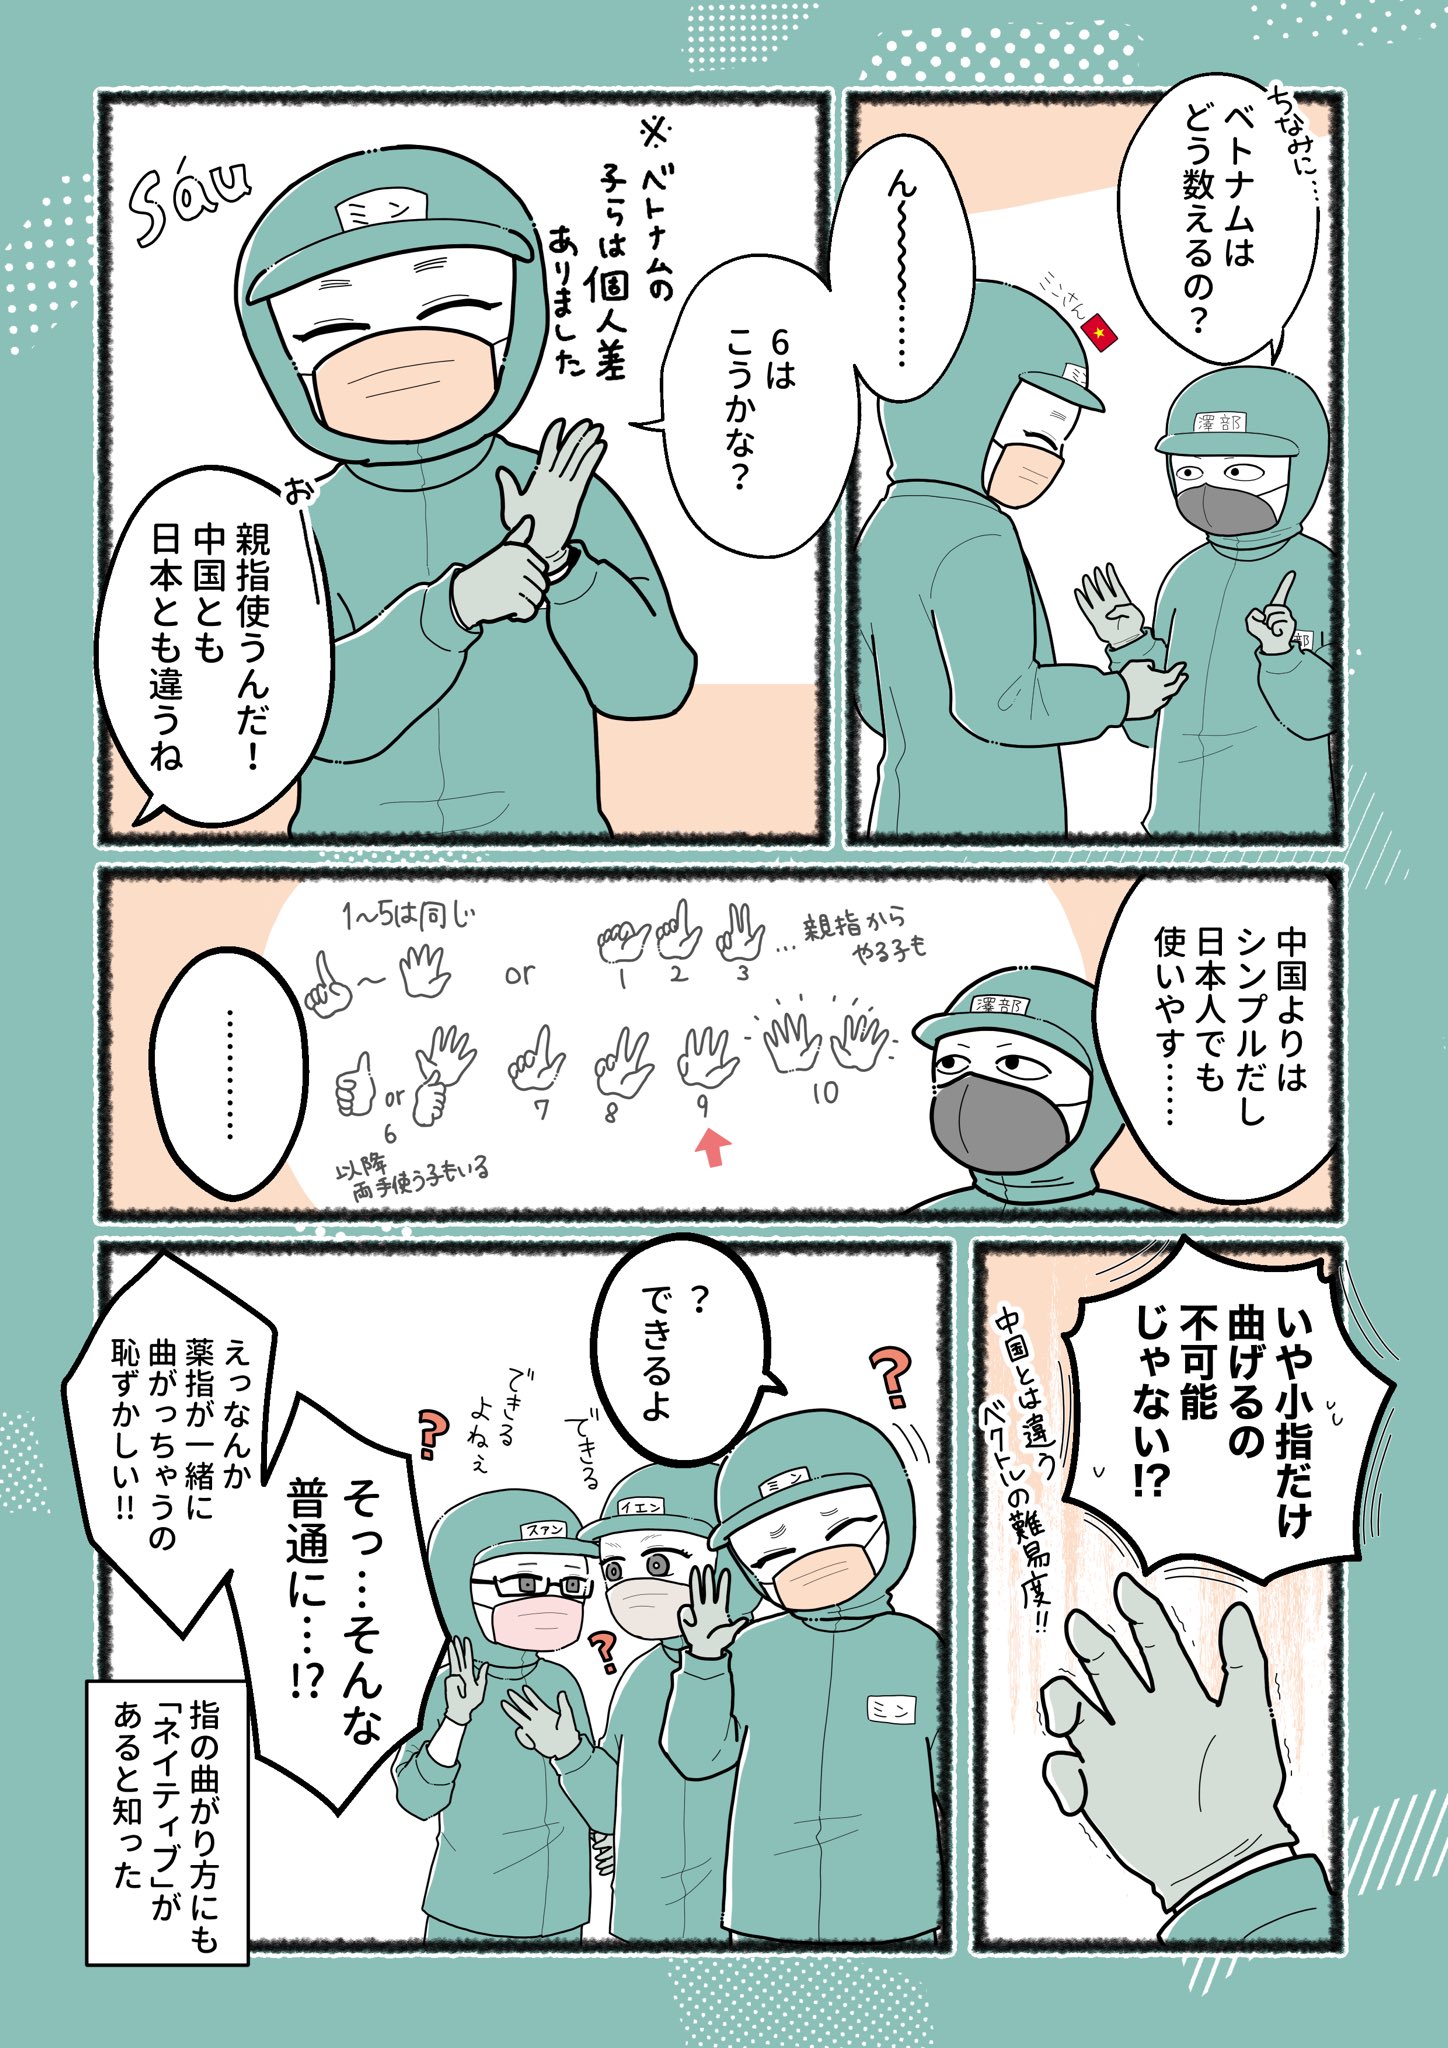 ちなみに…
ベトナムは
どう数えるの？
ミンさん
ミン
澤部
部
ん〜〜〜〜………
6は
こうかな？
※ベトナムの
子らは個人差
ありました
Sáu
ミン
お
親指使うんだ！
中国とも
日本とも違うね
中国よりは
シンプルだし
日本人でも
使いやす……
澤部
1〜5は同じ
〜
or
1
2
3
…親指から
やる子も
or
6
7
8
9
10
以降
両手使う子もいる
…………
いや小指だけ
曲げるの
不可能
じゃない!?
中国とは違う
ベクトルの難易度!!
？
できるよ
できる
できる
よねぇ
?
?
?
ミン
イエン
スアン
ミン
そっ…そんな
普通に…!?
えっなんか
薬指が一緒に
曲がっちゃうの
恥ずかしい!!
指の曲がり方にも
「ネイティブ」が
あると知った